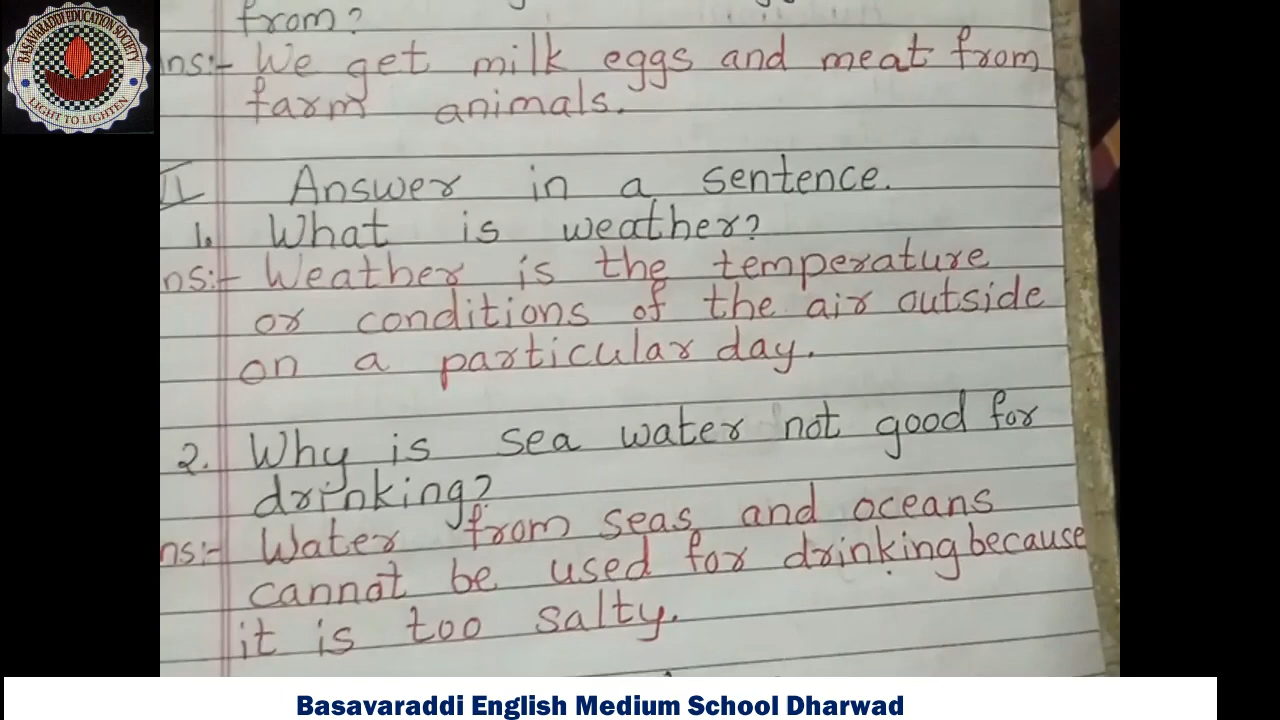 BASAVARADDI EDUCATION SOCIETY
LIGHT TO LIGHTEN
from?
ns:- We get milk eggs and meat from
farm animals.
II Answer in a sentence.
1. What is weather?
ns:- Weather is the temperature
or conditions of the air outside
on a particular day.
2. Why is sea water not good for
drinking?
ns:- Water from seas and oceans
cannot be used for drinking because
it is too salty.
Basavaraddi English Medium School Dharwad